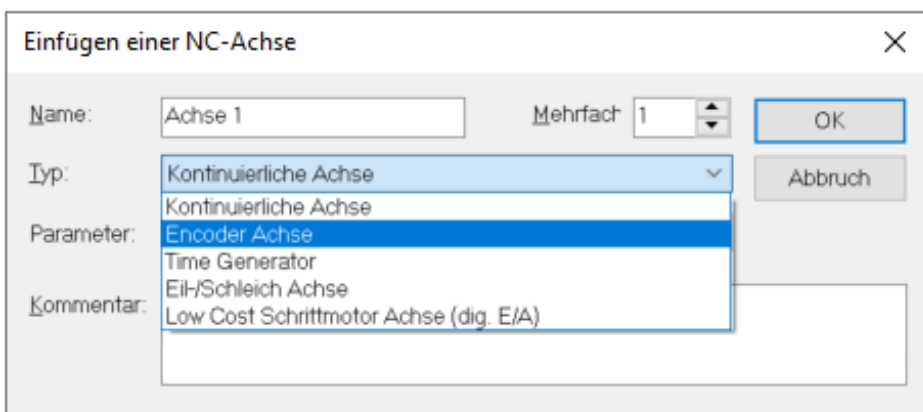 Einfügen einer NC-Achse
Name: Achse 1 Mehrfach 1 OK
Typ: Kontinuierliche Achse Abbruch
Kontinuierliche Achse
Parameter: Encoder Achse
Time Generator
Eil-/Schleich Achse
Kommentar: Low Cost Schrittmotor Achse (dig. E/A)